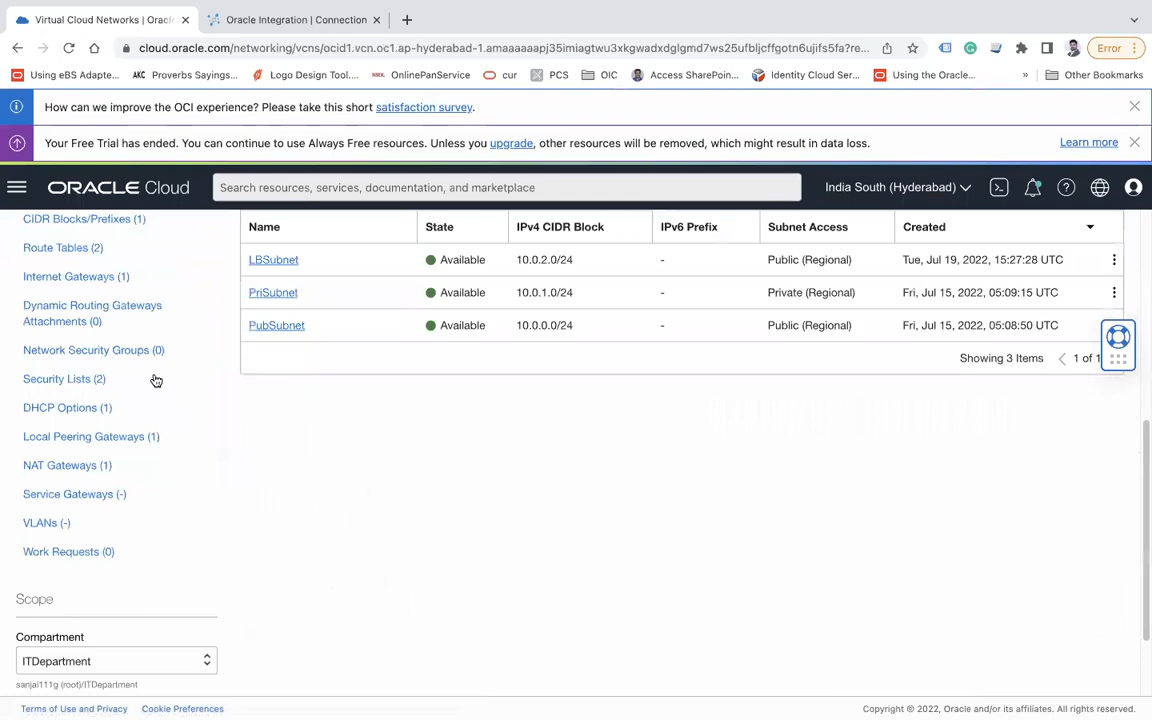 Virtual Cloud Networks | Oracl
Oracle Integration | Connection
cloud.oracle.com/networking/vcns/ocid1.vcn.oc1.ap-hyderabad-1.amaaaaaapj35imiagtwu3xkgwadxdglgmd7ws25ufbljcffgotn6ujifs5fa?re...
Error
Using eBS Adapte...
AKC Proverbs Sayings...
Logo Design Tool,...
OnlinePanService
cur
PCS
OIC
Access SharePoin...
Identity Cloud Ser...
Using the Oracle...
»
Other Bookmarks
How can we improve the OCI experience? Please take this short satisfaction survey.
Your Free Trial has ended. You can continue to use Always Free resources. Unless you upgrade, other resources will be removed, which might result in data loss.
Learn more
ORACLE Cloud
Search resources, services, documentation, and marketplace
India South (Hyderabad)
CIDR Blocks/Prefixes (1)
Route Tables (2)
Internet Gateways (1)
Dynamic Routing Gateways
Attachments (0)
Network Security Groups (0)
Security Lists (2)
DHCP Options (1)
Local Peering Gateways (1)
NAT Gateways (1)
Service Gateways (-)
VLANs (-)
Work Requests (0)
Scope
Compartment
ITDepartment
sanjai111g (root)/ITDepartment
Name State IPv4 CIDR Block IPv6 Prefix Subnet Access Created
LBSubnet Available 10.0.2.0/24 - Public (Regional) Tue, Jul 19, 2022, 15:27:28 UTC
PriSubnet Available 10.0.1.0/24 - Private (Regional) Fri, Jul 15, 2022, 05:09:15 UTC
PubSubnet Available 10.0.0.0/24 - Public (Regional) Fri, Jul 15, 2022, 05:08:50 UTC
Showing 3 Items 1 of 1
Terms of Use and Privacy Cookie Preferences
Copyright © 2022, Oracle and/or its affiliates. All rights reserved.